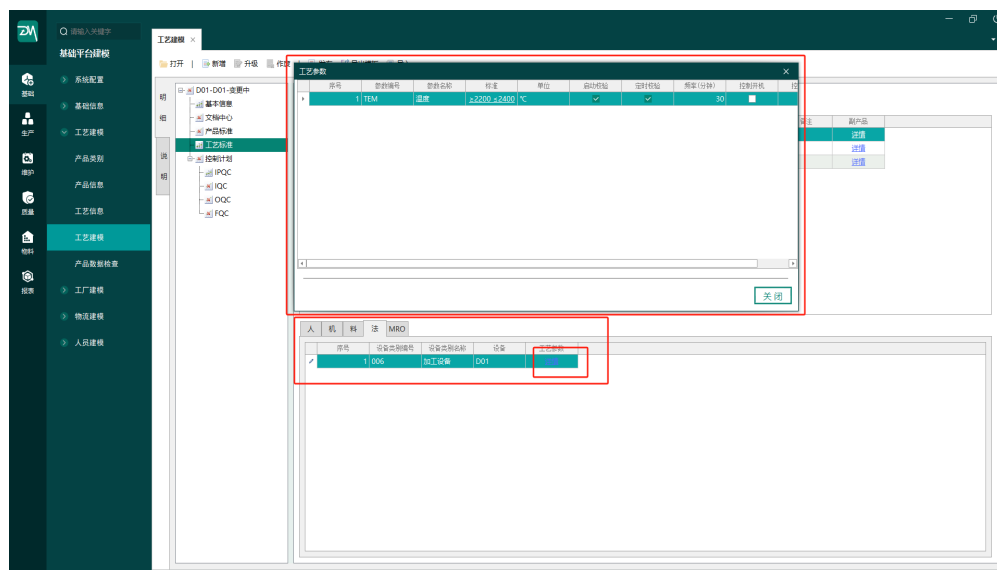 请输入关键字
基础平台建模
工艺建模 ×
打开 | 新增 升级 作废
基础
生产
维护
质量
物料
报表
系统配置
基础信息
工艺建模
产品类别
产品信息
工艺信息
工艺建模
产品数据检查
工厂建模
物流建模
人员建模
明
细
说
明
D01-D01-变更中
基本信息
文档中心
产品标准
工艺标准
控制计划
IPQC
IQC
OQC
FQC
工艺参数 ×
序号 参数编号 参数名称 标准 单位 启动校验 定时校验 频率(分钟) 控制开机 控
1 TEM 温度 ≥2200 ≤2400 ℃ 30
关闭
备注 副产品
详情
详情
详情
人 机 料 法 MRO
序号 设备类别编号 设备类别名称 设备 工艺参数
1 006 加工设备 D01